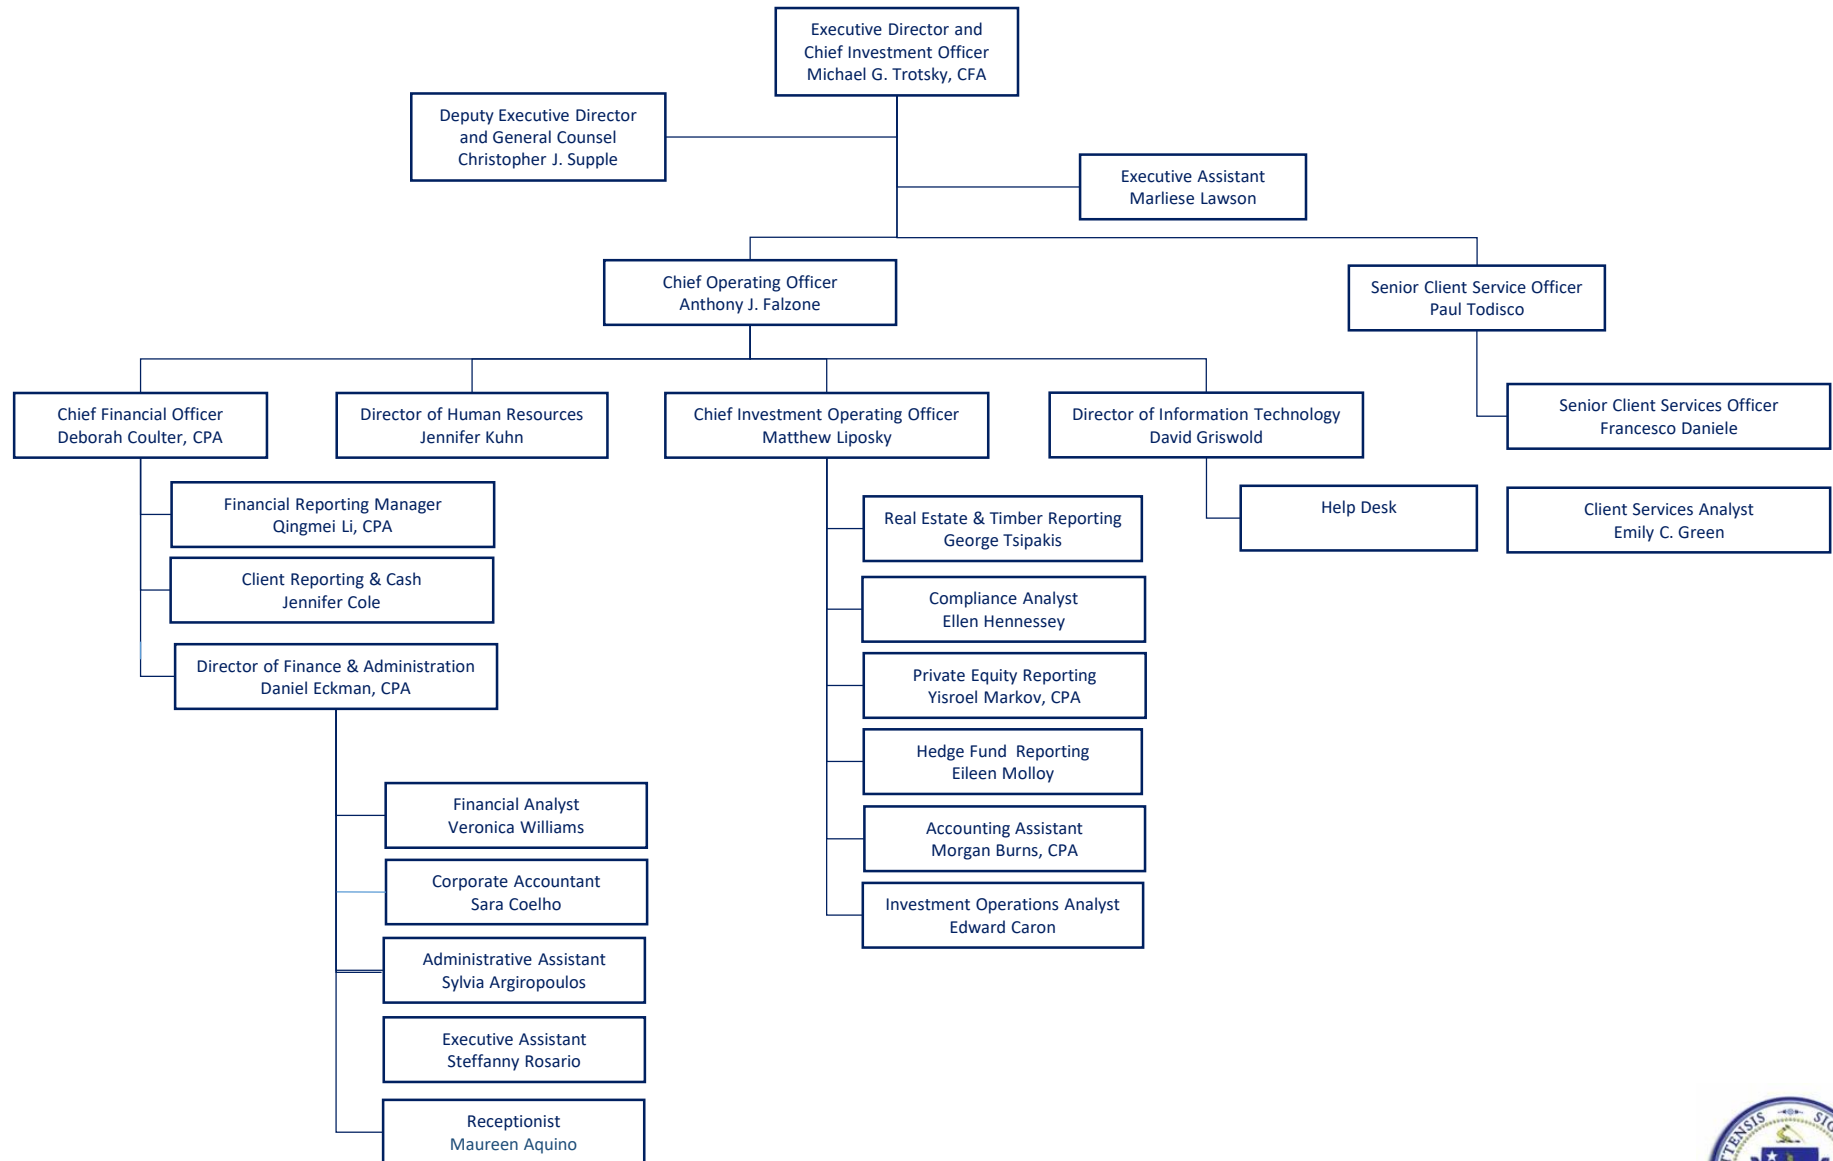 Executive Director and
Chief Investment Officer
Michael G. Trotsky, CFA
Deputy Executive Director
and General Counsel
Christopher J. Supple
Executive Assistant
Marliese Lawson
Chief Operating Officer
Anthony J. Falzone
Senior Client Service Officer
Paul Todisco
Chief Financial Officer
Deborah Coulter, CPA
Director of Human Resources
Jennifer Kuhn
Chief Investment Operating Officer
Matthew Liposky
Director of Information Technology
David Griswold
Senior Client Services Officer
Francesco Daniele
Financial Reporting Manager
Qingmei Li, CPA
Client Reporting & Cash
Jennifer Cole
Director of Finance & Administration
Daniel Eckman, CPA
Financial Analyst
Veronica Williams
Corporate Accountant
Sara Coelho
Administrative Assistant
Sylvia Argiropoulos
Executive Assistant
Steffanny Rosario
Receptionist
Maureen Aquino
Real Estate & Timber Reporting
George Tsipakis
Compliance Analyst
Ellen Hennessey
Private Equity Reporting
Yisroel Markov, CPA
Hedge Fund  Reporting
Eileen Molloy
Accounting Assistant
Morgan Burns, CPA
Investment Operations Analyst
Edward Caron
Help Desk
Client Services Analyst
Emily C. Green